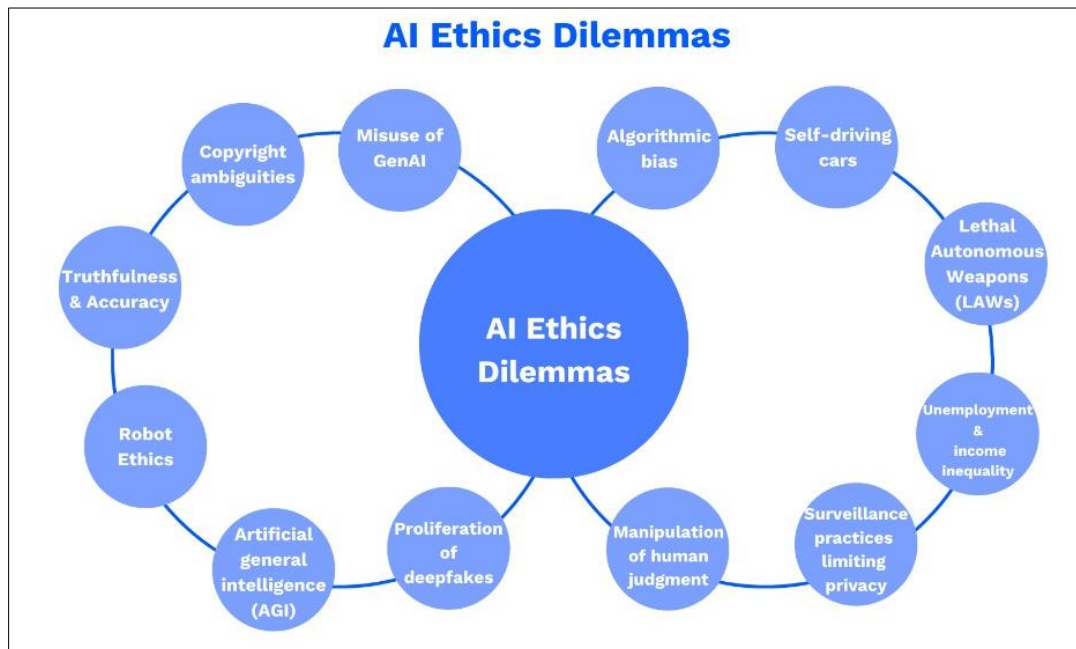 AI Ethics Dilemmas
Misuse of
GenAI
Copyright
ambiguities
Truthfulness
& Accuracy
Robot
Ethics
Artificial
general
intelligence
(AGI)
Proliferation
of
deepfakes
AI Ethics
Dilemmas
Algorithmic
bias
Self-driving
cars
Lethal
Autonomous
Weapons
(LAWs)
Unemployment
&
income
inequality
Surveillance
practices
limiting
privacy
Manipulation
of human
judgment